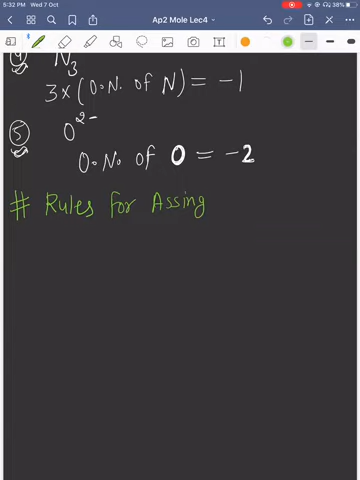 5:32 PM Wed 7 Oct
38%
Ap2 Mole Lec4
N₃
3×(O.N. of N) = -1
(5) O²⁻
O.No. of O = -2
# Rules for Assing